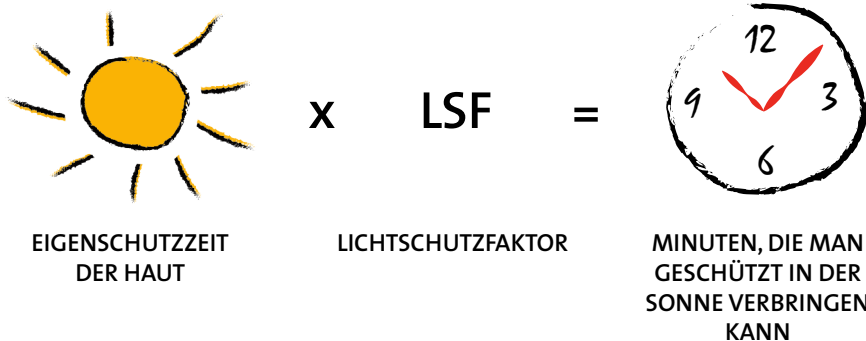 12
9 3
6
x LSF =
EIGENSCHUTZZEIT
DER HAUT
LICHTSCHUTZFAKTOR
MINUTEN, DIE MAN
GESCHÜTZT IN DER
SONNE VERBRINGEN
KANN